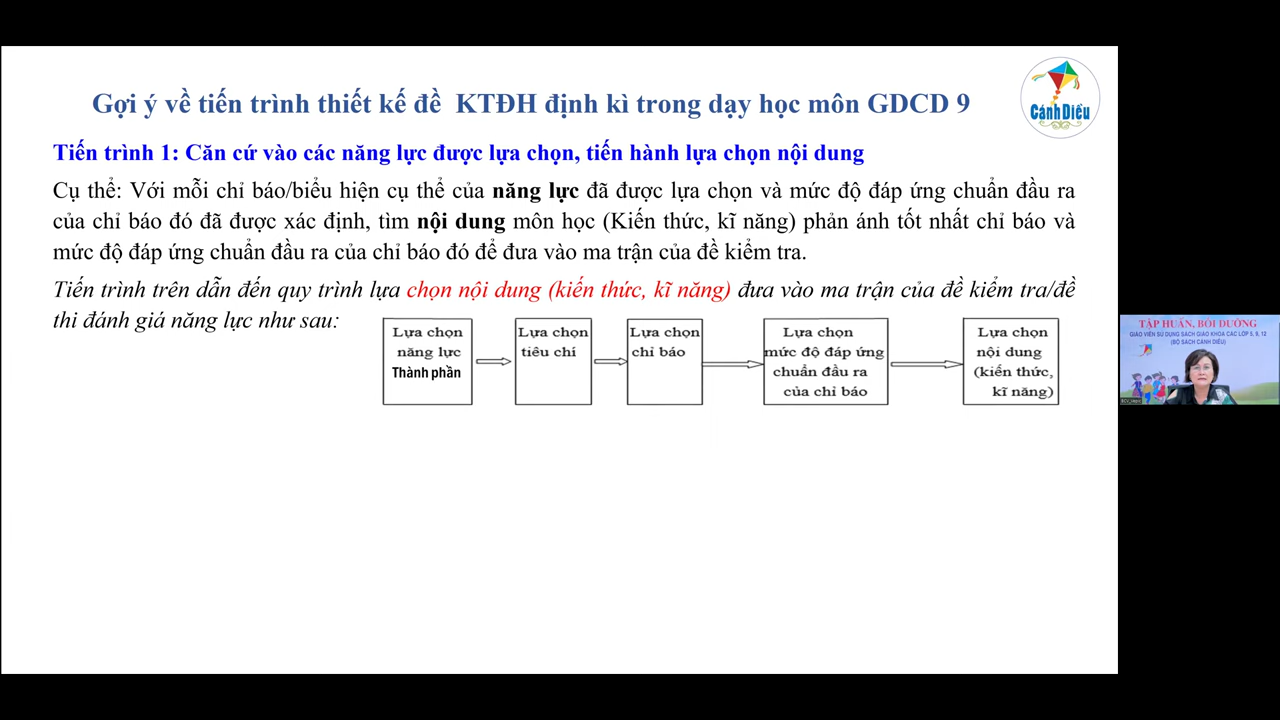 Gợi ý về tiến trình thiết kế đề KTĐH định kì trong dạy học môn GDCD 9
Cánh Diều
Tiến trình 1: Căn cứ vào các năng lực được lựa chọn, tiến hành lựa chọn nội dung
Cụ thể: Với mỗi chỉ báo/biểu hiện cụ thể của năng lực đã được lựa chọn và mức độ đáp ứng chuẩn đầu ra
của chỉ báo đó đã được xác định, tìm nội dung môn học (Kiến thức, kĩ năng) phản ánh tốt nhất chỉ báo và
mức độ đáp ứng chuẩn đầu ra của chỉ báo đó để đưa vào ma trận của đề kiểm tra.
Tiến trình trên dẫn đến quy trình lựa chọn nội dung (kiến thức, kĩ năng) đưa vào ma trận của đề kiểm tra/đề
thi đánh giá năng lực như sau:
Lựa chọn
năng lực
Thành phần
Lựa chọn
tiêu chí
Lựa chọn
chỉ báo
Lựa chọn
mức độ đáp ứng
chuẩn đầu ra
của chỉ báo
Lựa chọn
nội dung
(kiến thức,
kĩ năng)
TẬP HUẤN, BỒI DƯỠNG
GIÁO VIÊN SỬ DỤNG SÁCH GIÁO KHOA CÁC LỚP 5, 9, 12
(BỘ SÁCH CÁNH DIỀU)